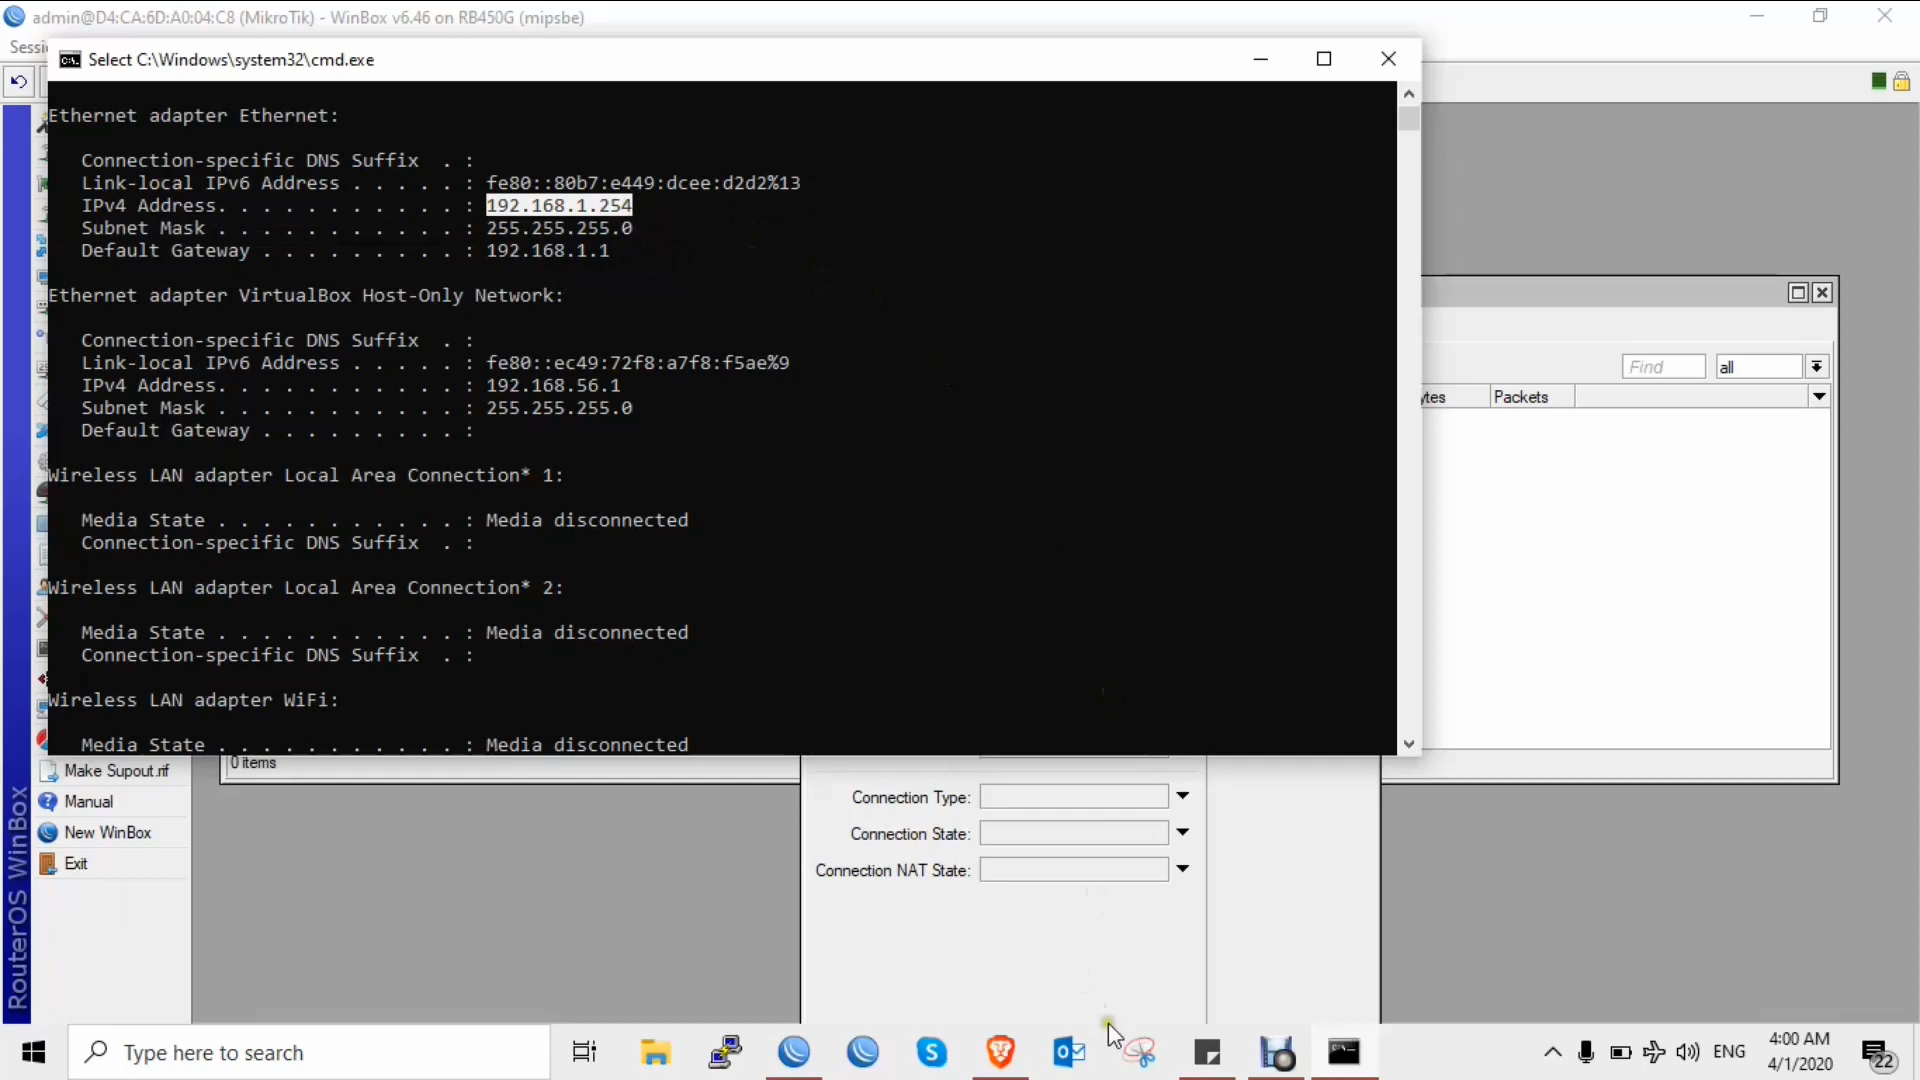 admin@D4:CA:6D:A0:04:C8 (MikroTik) - WinBox v6.46 on RB450G (mipsbe)
Sessi
Select C:\Windows\system32\cmd.exe
Ethernet adapter Ethernet:
Connection-specific DNS Suffix  . :
Link-local IPv6 Address . . . . . : fe80::80b7:e449:dcee:d2d2%13
IPv4 Address. . . . . . . . . . . : 192.168.1.254
Subnet Mask . . . . . . . . . . . : 255.255.255.0
Default Gateway . . . . . . . . . : 192.168.1.1
Ethernet adapter VirtualBox Host-Only Network:
Connection-specific DNS Suffix  . :
Link-local IPv6 Address . . . . . : fe80::ec49:72f8:a7f8:f5ae%9
IPv4 Address. . . . . . . . . . . : 192.168.56.1
Subnet Mask . . . . . . . . . . . : 255.255.255.0
Default Gateway . . . . . . . . . :
Wireless LAN adapter Local Area Connection* 1:
Media State . . . . . . . . . . . : Media disconnected
Connection-specific DNS Suffix  . :
Wireless LAN adapter Local Area Connection* 2:
Media State . . . . . . . . . . . : Media disconnected
Connection-specific DNS Suffix  . :
Wireless LAN adapter WiFi:
Media State . . . . . . . . . . . : Media disconnected
Find
all
ytes
Packets
0 items
Make Supout.rif
Manual
New WinBox
Exit
RouterOS WinBox
Connection Type:
Connection State:
Connection NAT State:
Type here to search
ENG
4:00 AM
4/1/2020
22